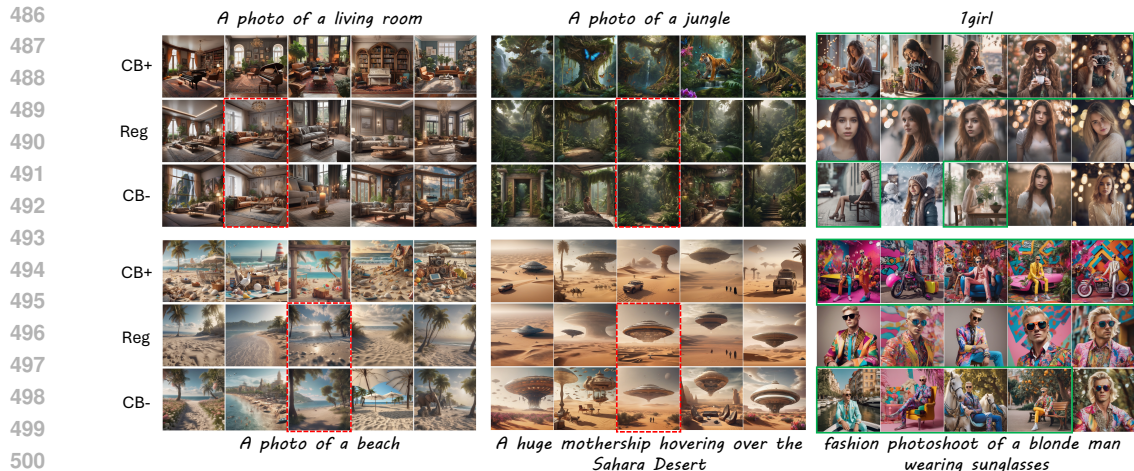 486
A photo of a living room
A photo of a jungle
1girl
487
CB+
488
489
Reg
490
491
CB-
492
493
494
CB+
495
496
Reg
497
498
CB-
499
A photo of a beach
A huge mothership hovering over the
Sahara Desert
fashion photoshoot of a blonde man
wearing sunglasses
500